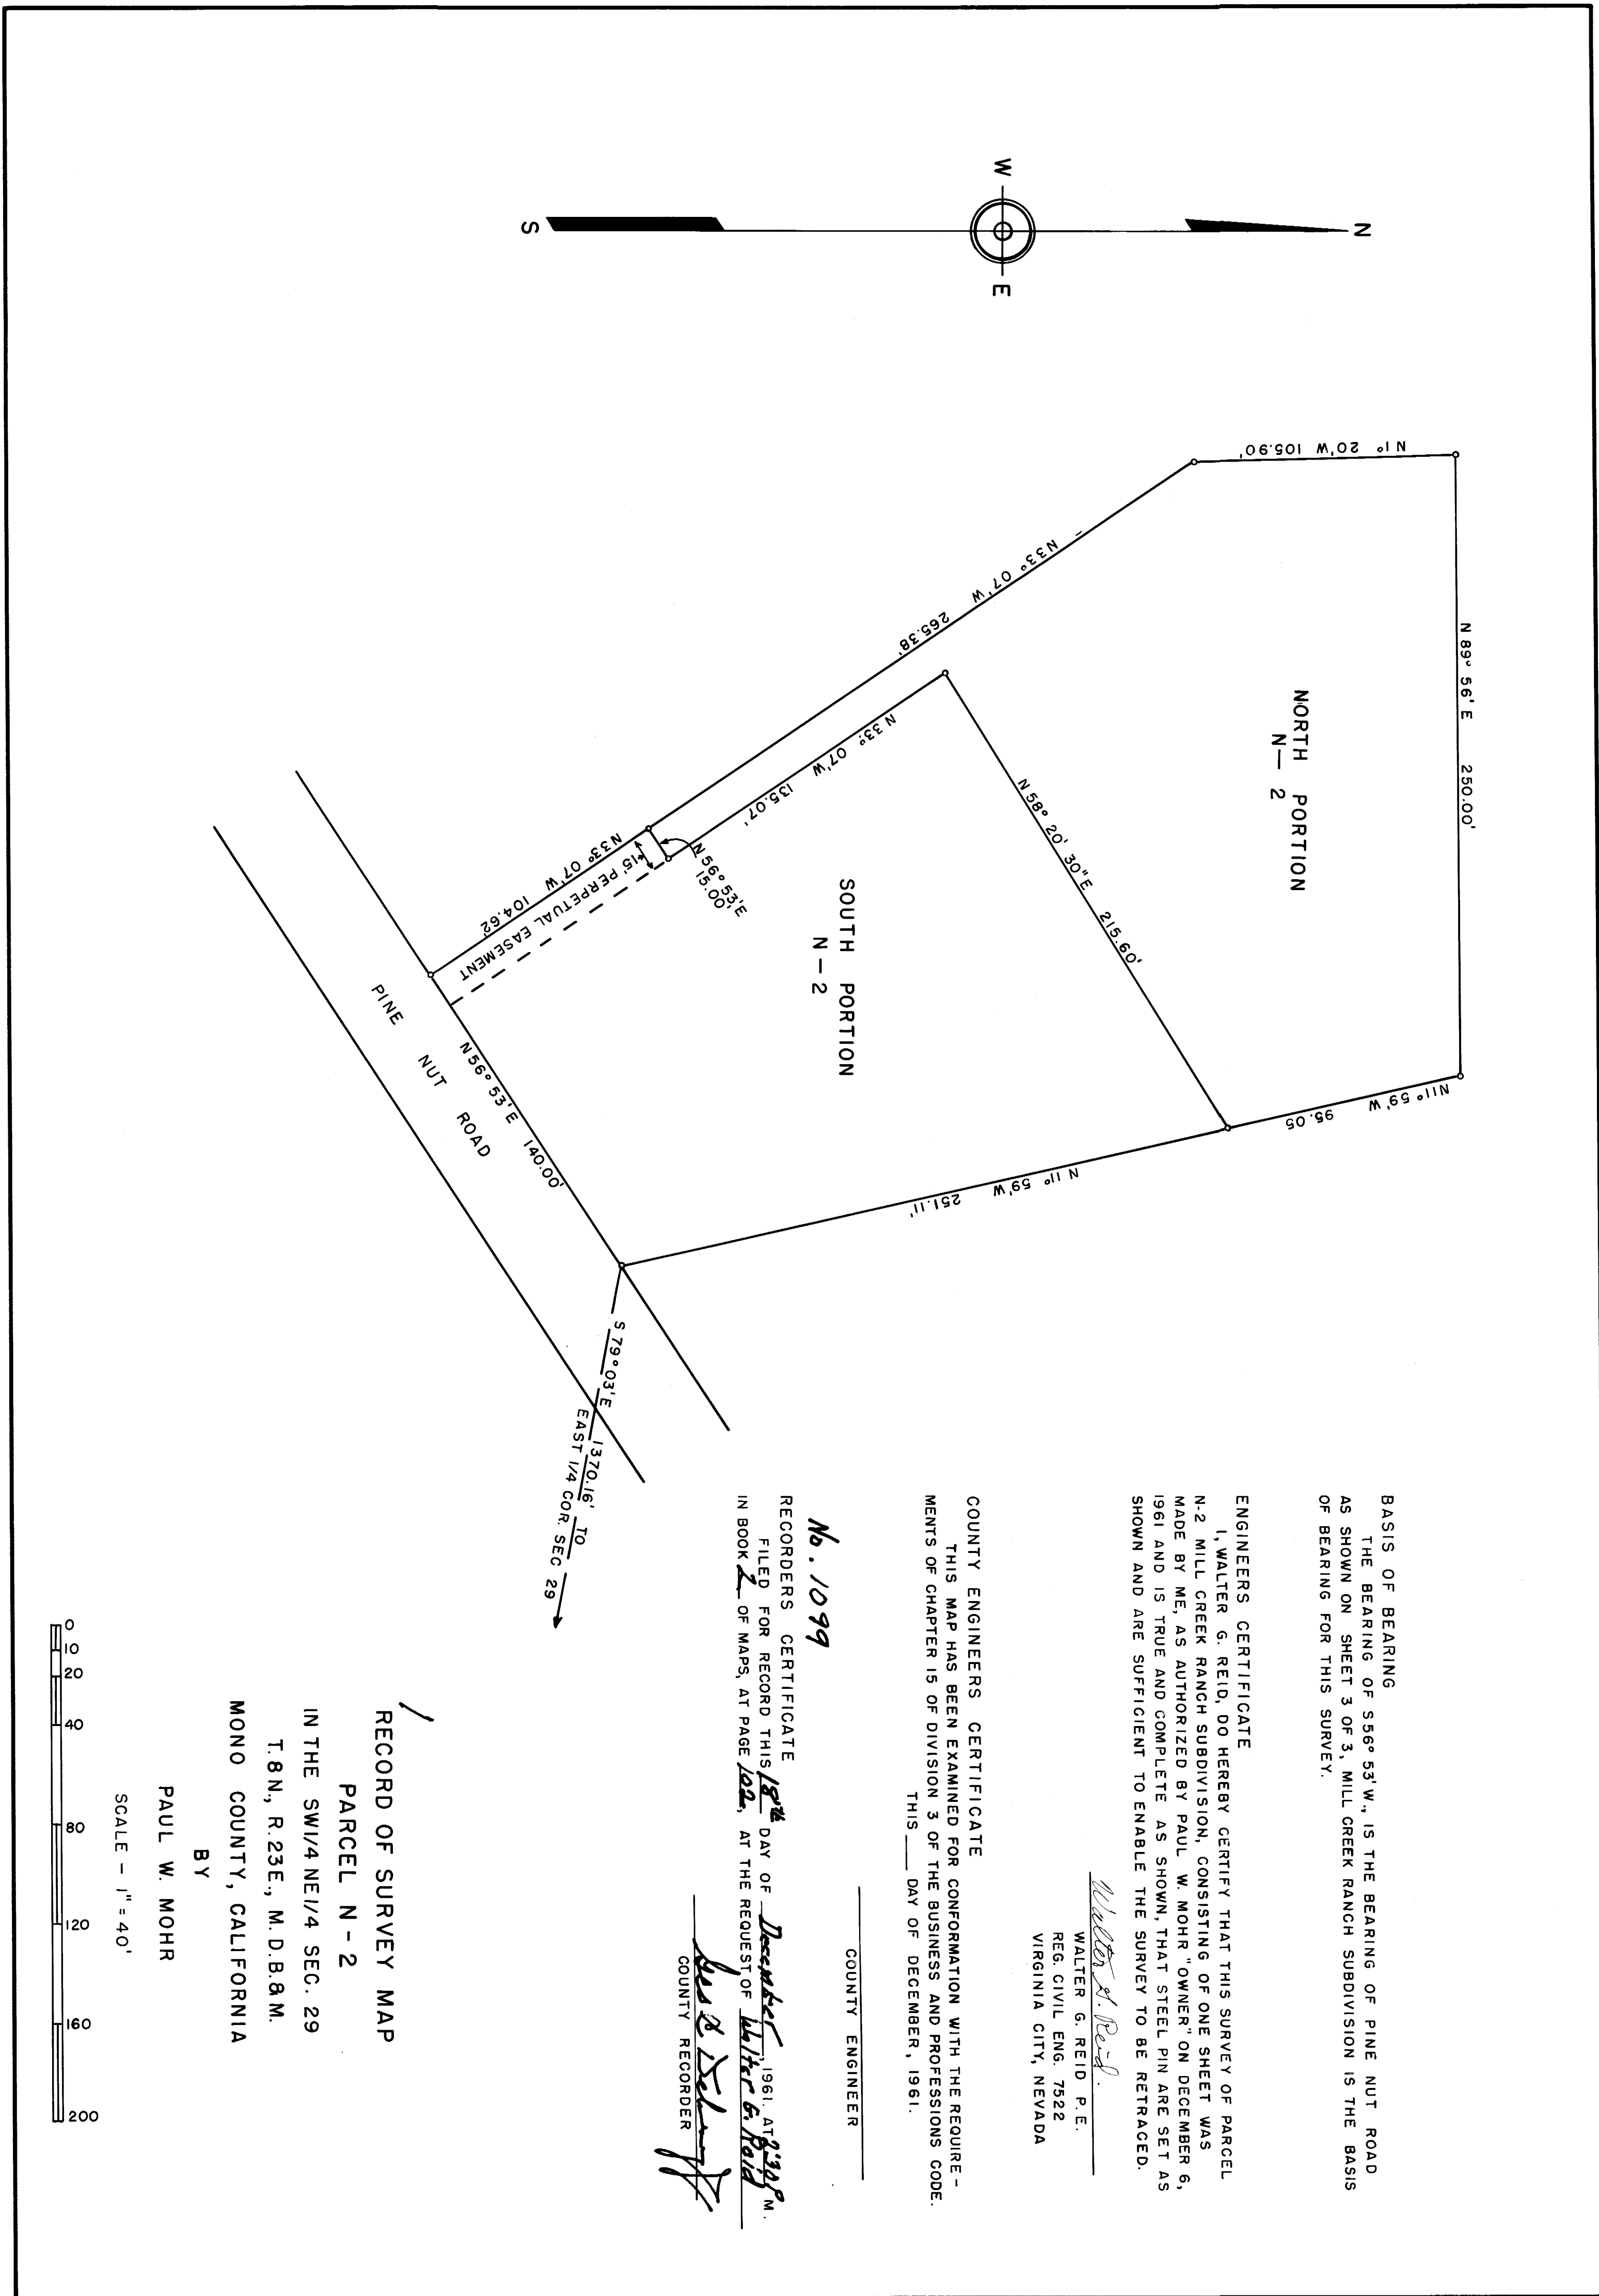 N
W
E
S
N 1° 20' W 105.90'
N 89° 56' E 250.00'
NORTH PORTION
N— 2
N33° 07' W 265.38'
N 33° 07' W 135.07'
N 58° 20' 30" E 215.60'
N11° 59' W 95.05
SOUTH PORTION
N — 2
N 56° 53' E
15.00'
15' PERPETUAL EASEMENT
N33° 07' W 104.62'
N 11° 59' W 251.11'
N 56° 53' E 140.00'
PINE NUT ROAD
S 79° 03' E 1370.16' TO
EAST 1/4 COR. SEC 29
BASIS OF BEARING
THE BEARING OF S 56° 53' W., IS THE BEARING OF PINE NUT ROAD
AS SHOWN ON SHEET 3 OF 3, MILL CREEK RANCH SUBDIVISION IS THE BASIS
OF BEARING FOR THIS SURVEY.
ENGINEERS CERTIFICATE
I, WALTER G. REID, DO HEREBY CERTIFY THAT THIS SURVEY OF PARCEL
N-2 MILL CREEK RANCH SUBDIVISION, CONSISTING OF ONE SHEET WAS
MADE BY ME, AS AUTHORIZED BY PAUL W. MOHR "OWNER" ON DECEMBER 6,
1961 AND IS TRUE AND COMPLETE AS SHOWN, THAT STEEL PIN ARE SET AS
SHOWN AND ARE SUFFICIENT TO ENABLE THE SURVEY TO BE RETRACED.
Walter G. Reid.
WALTER G. REID P.E.
REG. CIVIL ENG. 7522
VIRGINIA CITY, NEVADA
COUNTY ENGINEERS CERTIFICATE
THIS MAP HAS BEEN EXAMINED FOR CONFORMATION WITH THE REQUIRE-
MENTS OF CHAPTER 15 OF DIVISION 3 OF THE BUSINESS AND PROFESSIONS CODE.
THIS ___ DAY OF DECEMBER, 1961.
COUNTY ENGINEER
No. 1099
RECORDERS CERTIFICATE
FILED FOR RECORD THIS 18th DAY OF December, 1961. AT 2:30 P M.
IN BOOK 2 OF MAPS, AT PAGE 102, AT THE REQUEST OF Walter G. Reid
COUNTY RECORDER
RECORD OF SURVEY MAP
PARCEL N - 2
IN THE SW1/4 NE1/4 SEC. 29
T. 8 N., R. 23 E., M. D. B. & M.
MONO COUNTY, CALIFORNIA
BY
PAUL W. MOHR
SCALE — 1" = 40'
0 10 20 40 80 120 160 200